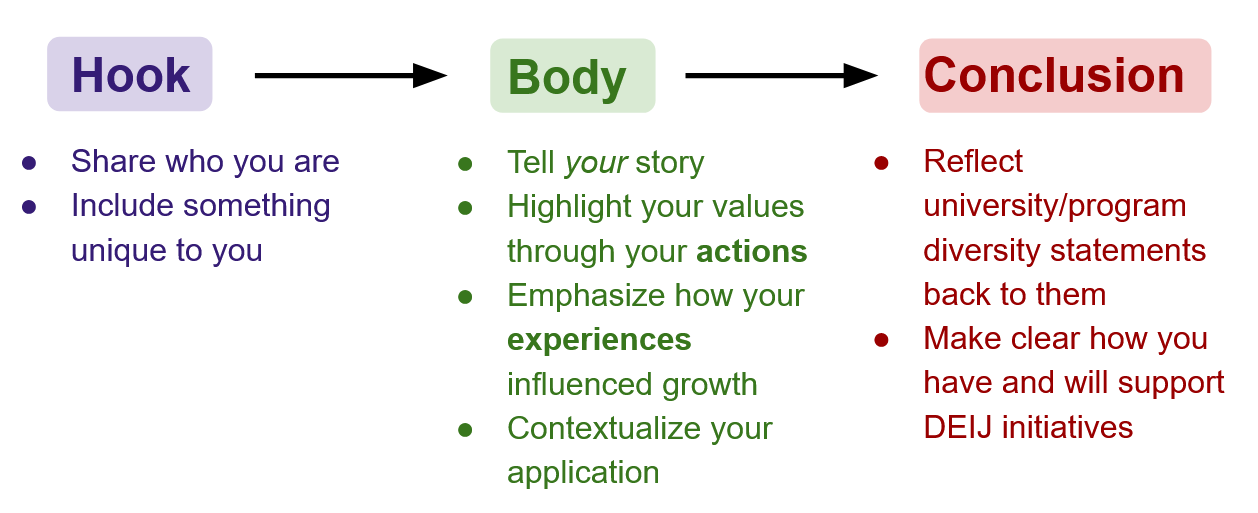 Hook
● Share who you are
● Include something
unique to you
Body
● Tell your story
● Highlight your values
through your actions
● Emphasize how your
experiences
influenced growth
● Contextualize your
application
Conclusion
● Reflect
university/program
diversity statements
back to them
● Make clear how you
have and will support
DEIJ initiatives